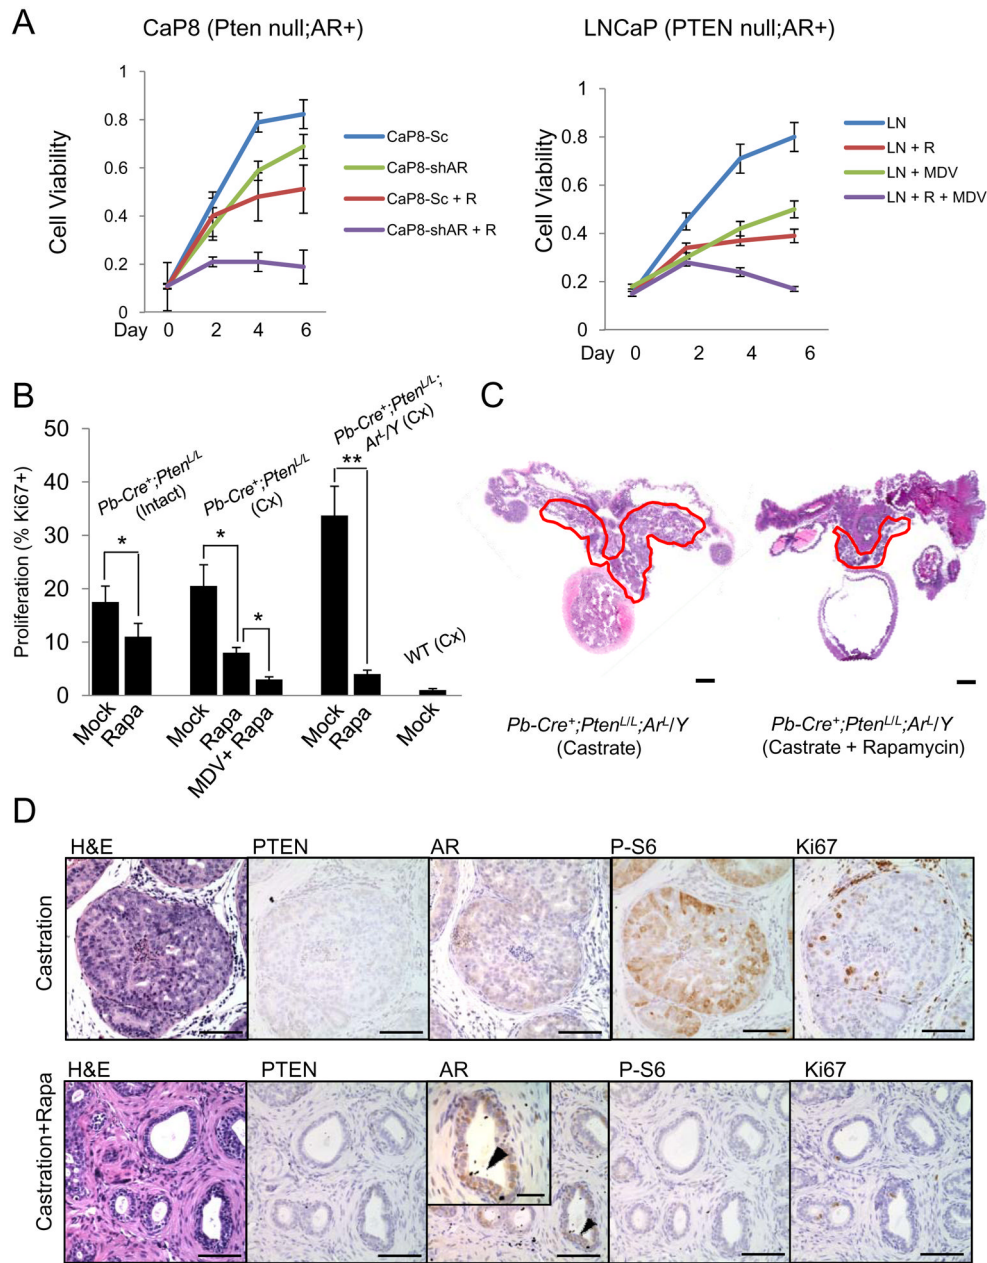 A
CaP8 (Pten null;AR+)
LNCaP (PTEN null;AR+)
Cell Viability
1
0.8
0.6
0.4
0.2
0
Day 0 2 4 6
CaP8-Sc
CaP8-shAR
CaP8-Sc + R
CaP8-shAR + R
Cell Viability
1
0.8
0.6
0.4
0.2
0
Day 0 2 4 6
LN
LN + R
LN + MDV
LN + R + MDV
B
Proliferation (% Ki67+)
50
40
30
20
10
0
Pb-Cre+;PtenL/L
(Intact)
*
Pb-Cre+;PtenL/L
(Cx)
*
*
Pb-Cre+;PtenL/L;
ArL/Y (Cx)
**
WT (Cx)
Mock
Rapa
Mock
Rapa
MDV+ Rapa
Mock
Rapa
Mock
C
Pb-Cre+;PtenL/L;ArL/Y
(Castrate)
Pb-Cre+;PtenL/L;ArL/Y
(Castrate + Rapamycin)
D
H&E PTEN AR P-S6 Ki67
Castration
H&E PTEN AR P-S6 Ki67
Castration+Rapa